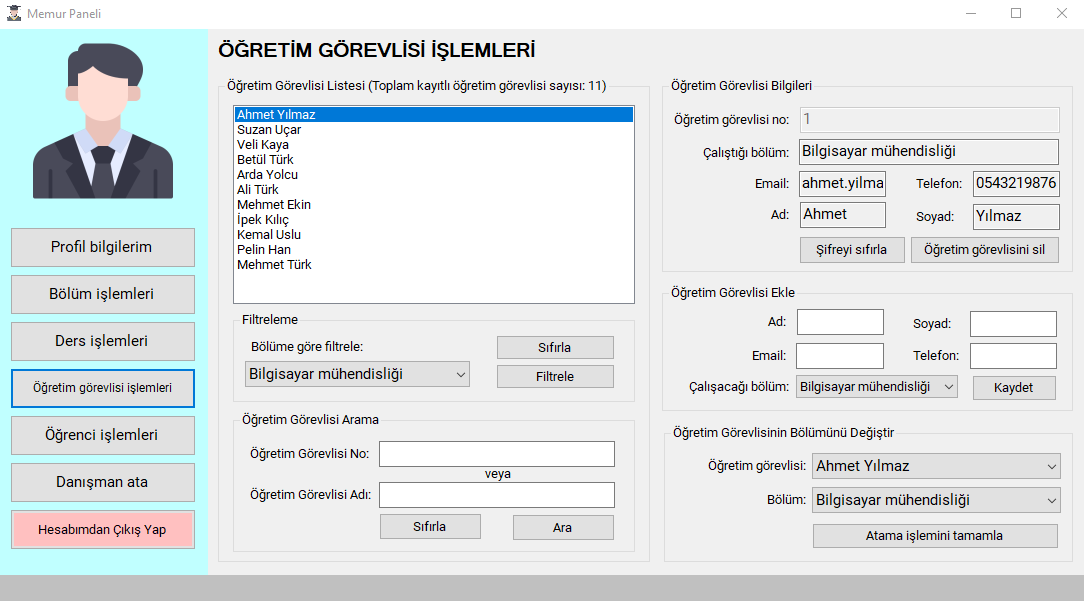 Memur Paneli
Profil bilgilerim
Bölüm işlemleri
Ders işlemleri
Öğretim görevlisi işlemleri
Öğrenci işlemleri
Danışman ata
Hesabımdan Çıkış Yap
ÖĞRETİM GÖREVLİSİ İŞLEMLERİ
Öğretim Görevlisi Listesi (Toplam kayıtlı öğretim görevlisi sayısı: 11)
Ahmet Yılmaz
Suzan Uçar
Veli Kaya
Betül Türk
Arda Yolcu
Ali Türk
Mehmet Ekin
İpek Kılıç
Kemal Uslu
Pelin Han
Mehmet Türk
Filtreleme
Bölüme göre filtrele:
Sıfırla
Bilgisayar mühendisliği
Filtrele
Öğretim Görevlisi Arama
Öğretim Görevlisi No:
veya
Öğretim Görevlisi Adı:
Sıfırla
Ara
Öğretim Görevlisi Bilgileri
Öğretim görevlisi no: 1
Çalıştığı bölüm: Bilgisayar mühendisliği
Email: ahmet.yilma Telefon: 0543219876
Ad: Ahmet Soyad: Yılmaz
Şifreyi sıfırla
Öğretim görevlisini sil
Öğretim Görevlisi Ekle
Ad: Soyad:
Email: Telefon:
Çalışacağı bölüm: Bilgisayar mühendisliği Kaydet
Öğretim Görevlisinin Bölümünü Değiştir
Öğretim görevlisi: Ahmet Yılmaz
Bölüm: Bilgisayar mühendisliği
Atama işlemini tamamla